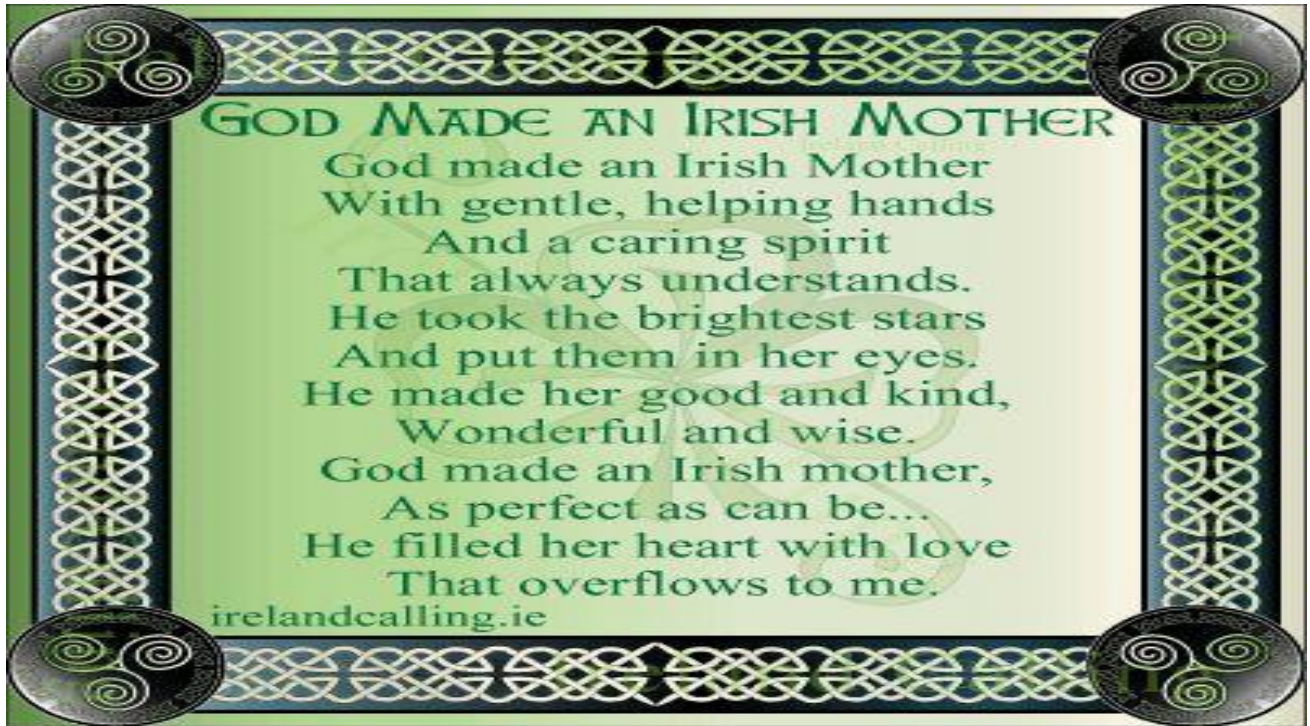 GOD MADE AN IRISH MOTHER
God made an Irish Mother
With gentle, helping hands
And a caring spirit
That always understands.
He took the brightest stars
And put them in her eyes.
He made her good and kind,
Wonderful and wise.
God made an Irish mother,
As perfect as can be...
He filled her heart with love
That overflows to me.
irelandcalling.ie